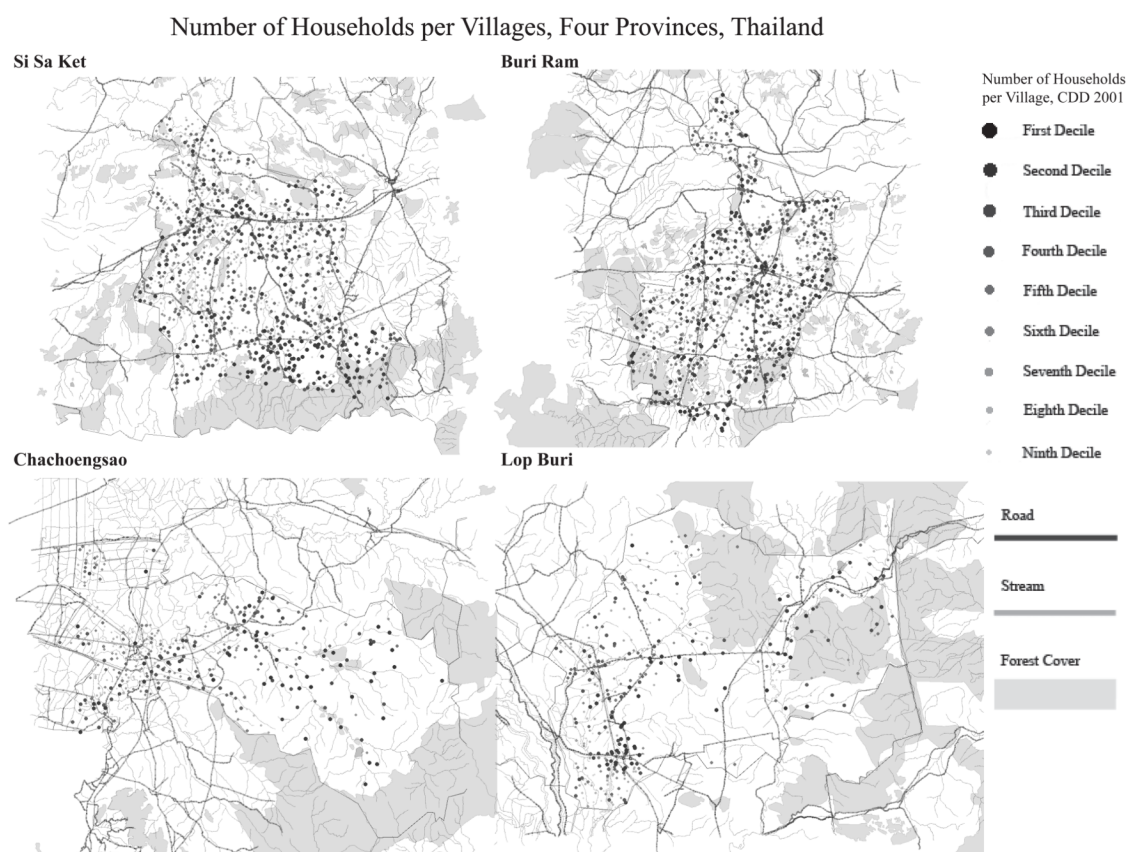 Number of Households per Villages, Four Provinces, Thailand
Si Sa Ket
Buri Ram
Number of Households
per Village, CDD 2001
First Decile
Second Decile
Third Decile
Fourth Decile
Fifth Decile
Sixth Decile
Seventh Decile
Eighth Decile
Ninth Decile
Chachoengsao
Lop Buri
Road
Stream
Forest Cover